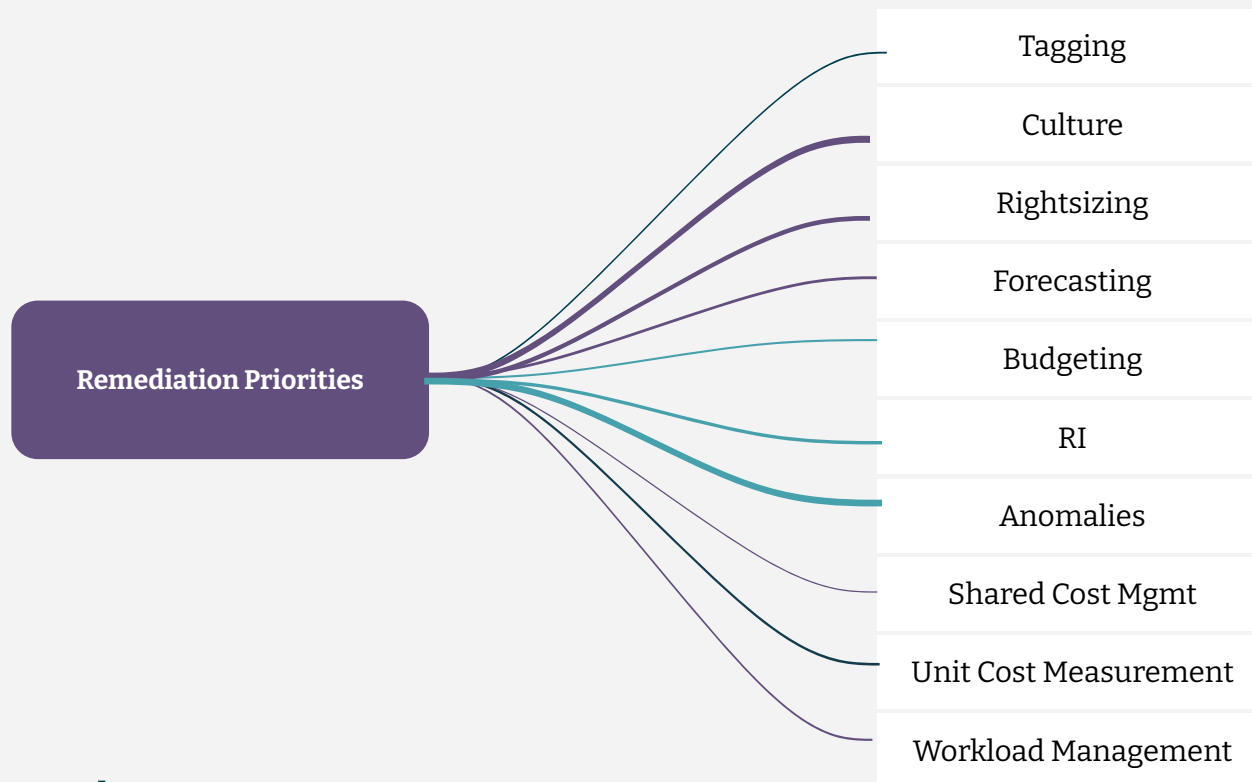 Tagging
Culture
Rightsizing
Forecasting
Budgeting
Remediation Priorities
RI
Anomalies
Shared Cost Mgmt
Unit Cost Measurement
Workload Management